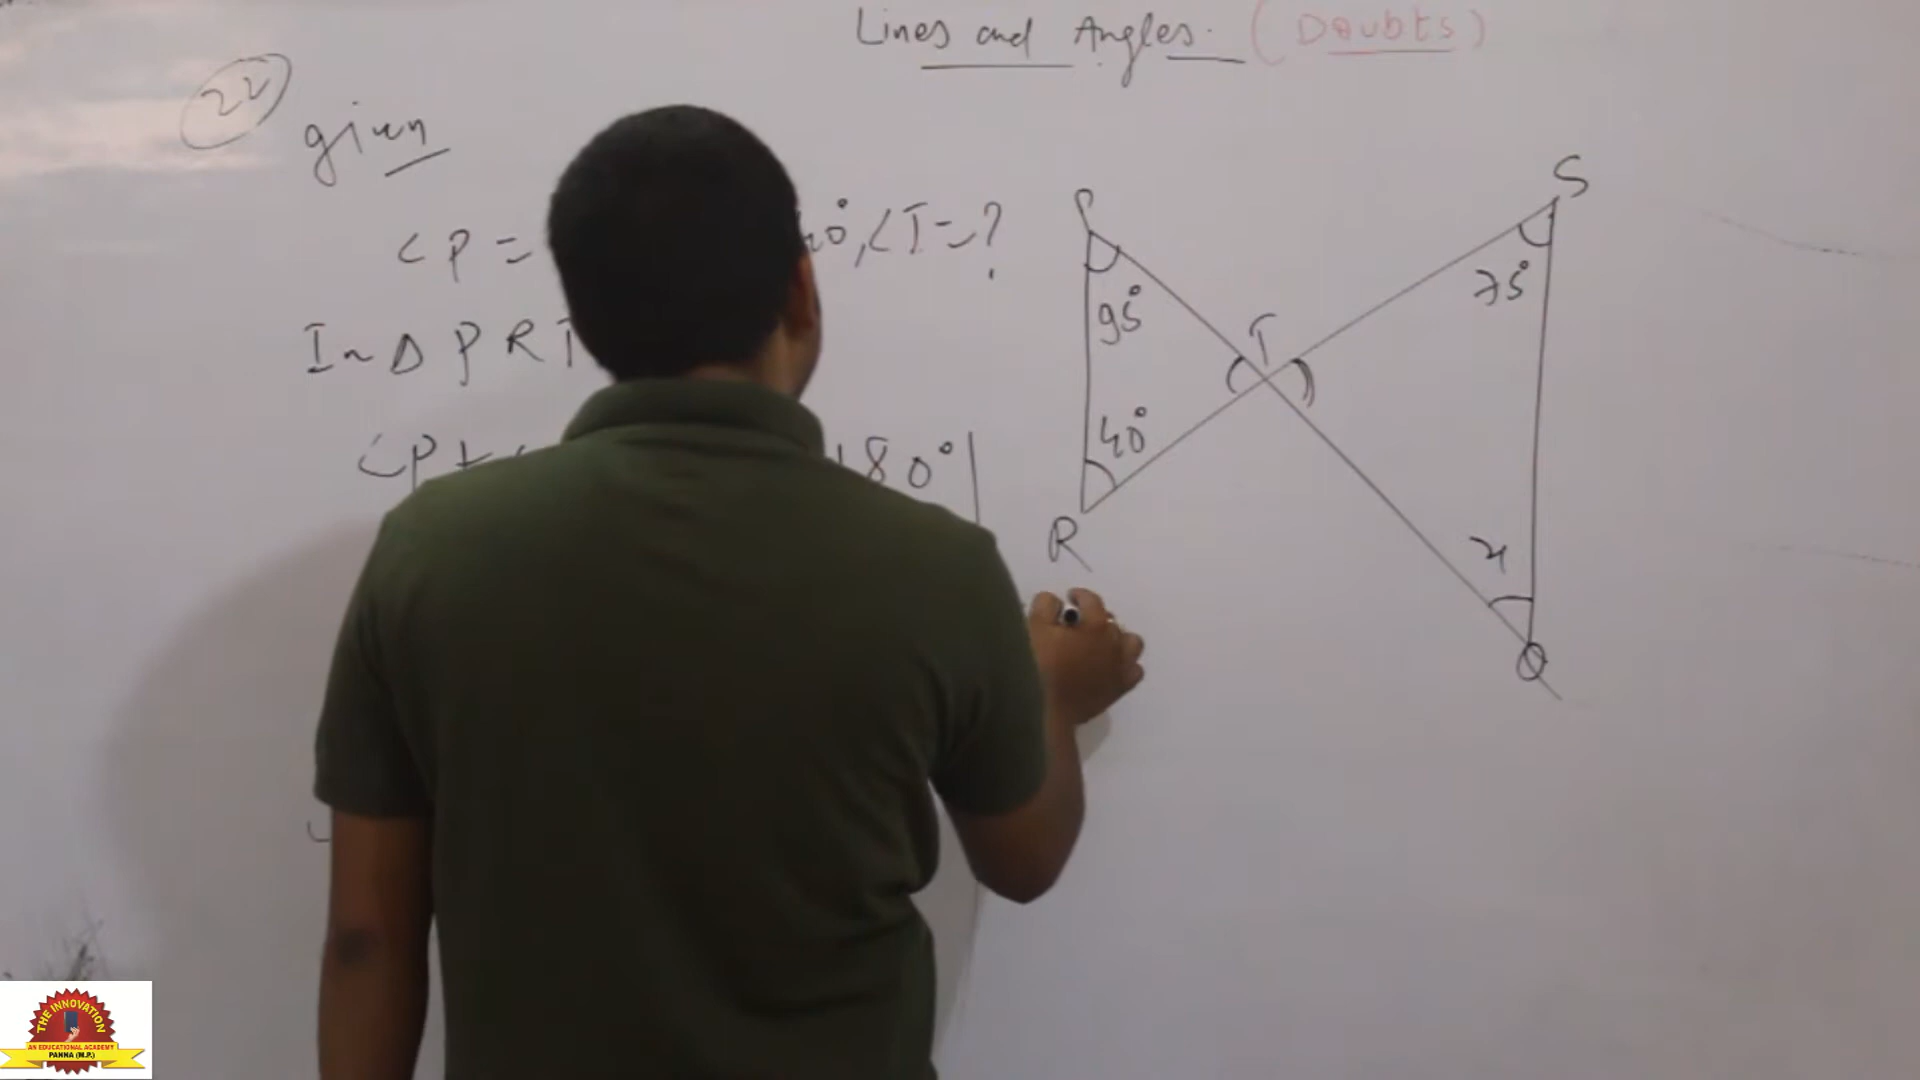 Lines and Angles. (Doubts)
22
given
∠P = 40°, ∠T = ?
In Δ PRT
∠P + 180°
P
S
95°
75°
T
40°
R
x
Q
THE INNOVATION
AN EDUCATIONAL ACADEMY
PANNA (M.P.)